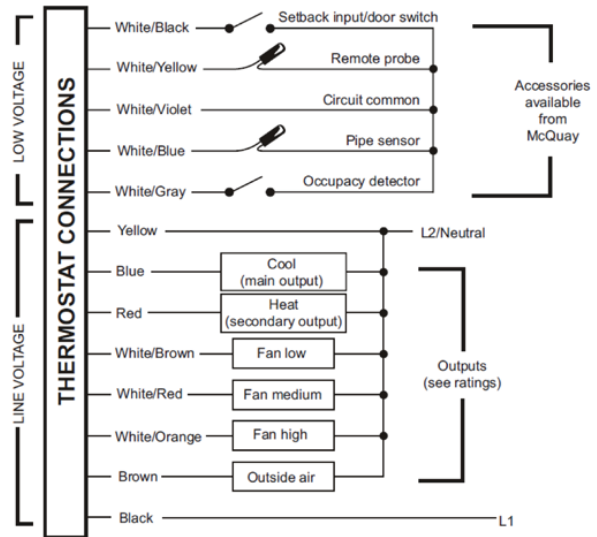 THERMOSTAT CONNECTIONS
LOW VOLTAGE
White/Black
Setback input/door switch
White/Yellow
Remote probe
White/Violet
Circuit common
White/Blue
Pipe sensor
White/Gray
Occupancy detector
Accessories
available
from
McQuay
LINE VOLTAGE
Yellow
L2/Neutral
Blue
Cool
(main output)
Red
Heat
(secondary output)
White/Brown
Fan low
White/Red
Fan medium
White/Orange
Fan high
Brown
Outside air
Outputs
(see ratings)
Black
L1